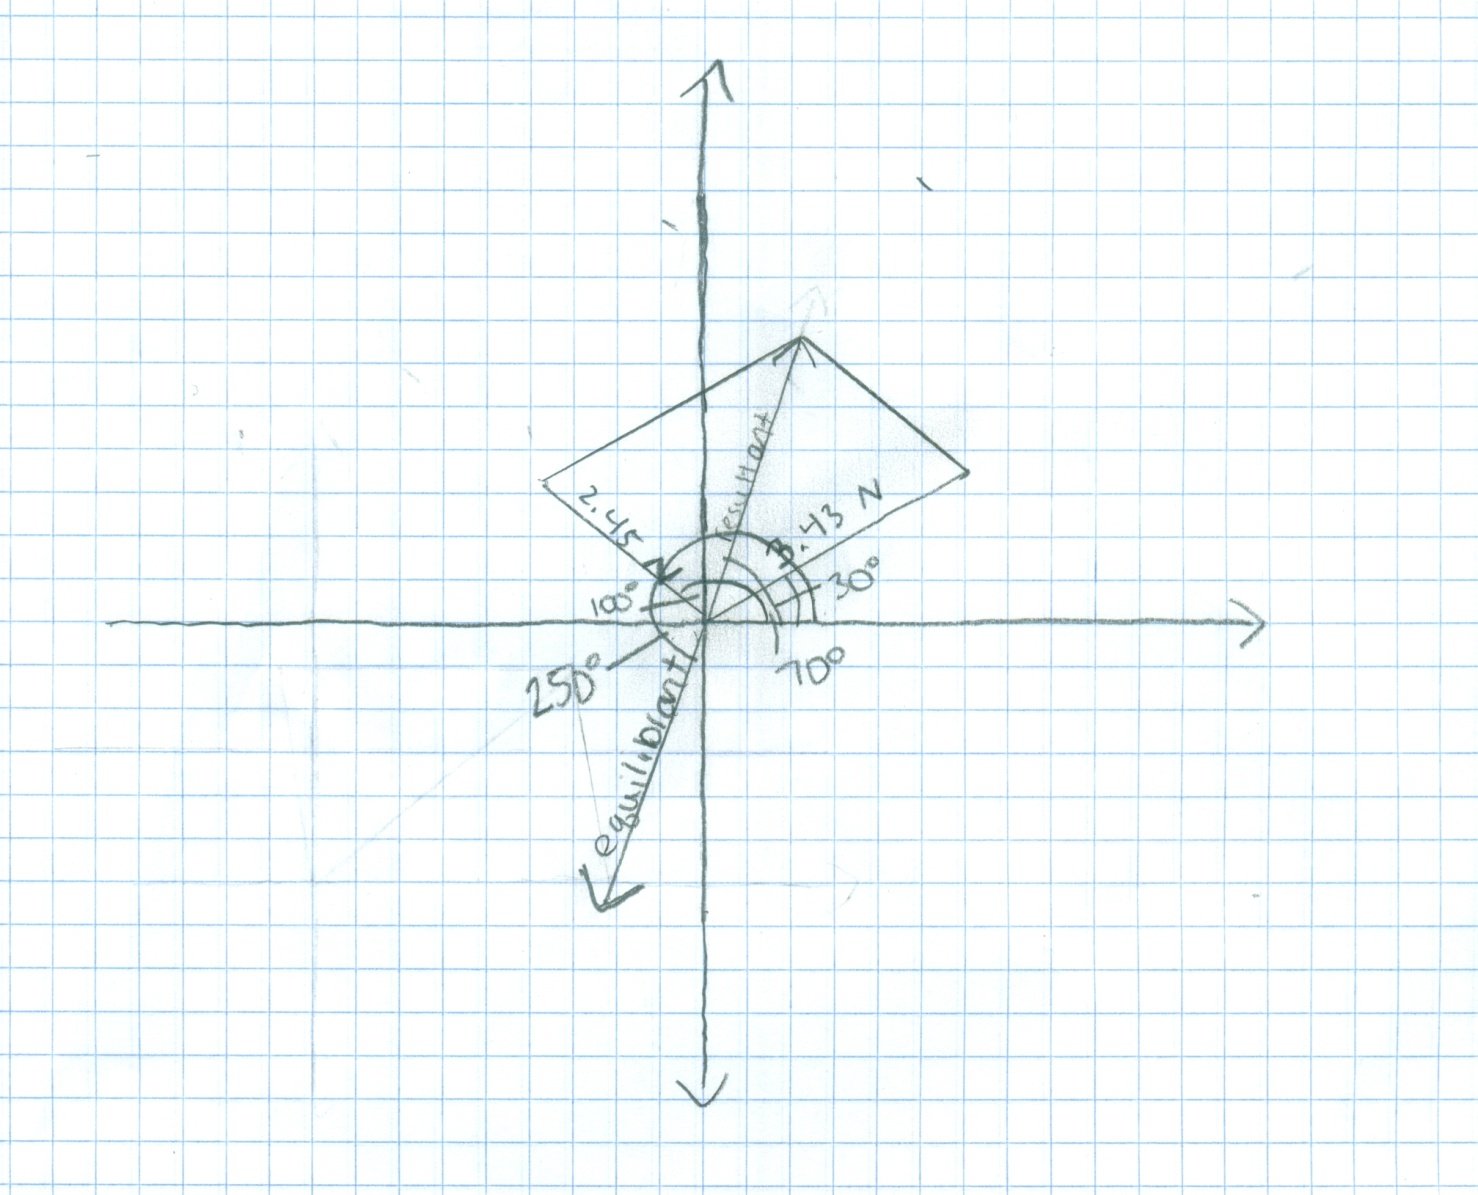 resultant
2.45 N
3.43 N
100°
30°
250°
70°
equilibrant